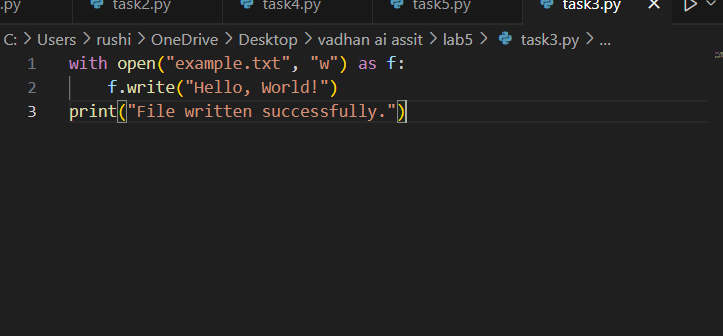 .py task2.py task4.py task5.py task3.py
C: > Users > rushi > OneDrive > Desktop > vadhan ai assit > lab5 > task3.py > ...
1 with open("example.txt", "w") as f:
2 f.write("Hello, World!")
3 print("File written successfully.")